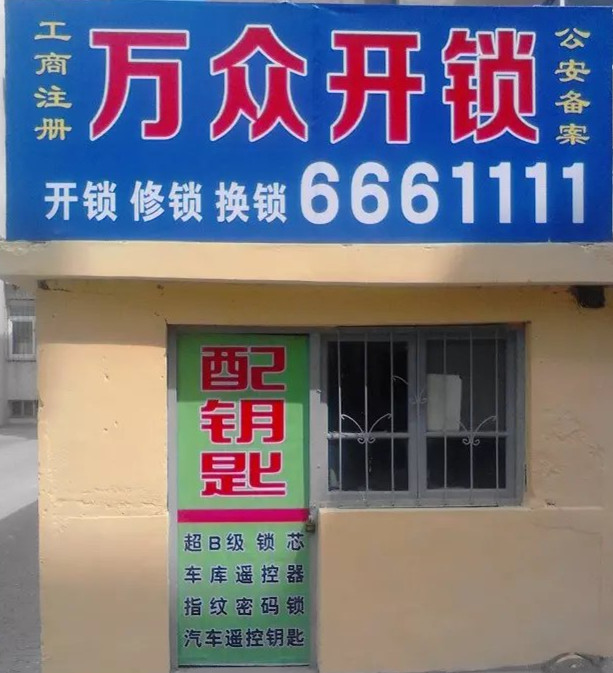 工商注册
万众开锁
公安备案
开锁 修锁 换锁 6661111
配
钥
匙
超B级锁芯
车库遥控器
指纹密码锁
汽车遥控钥匙